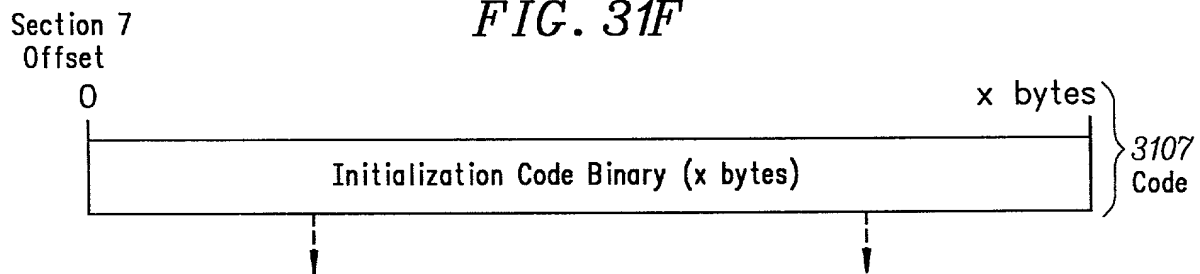 FIG. 31F
Section 7
Offset
0
x bytes
Initialization Code Binary (x bytes)
3107
Code